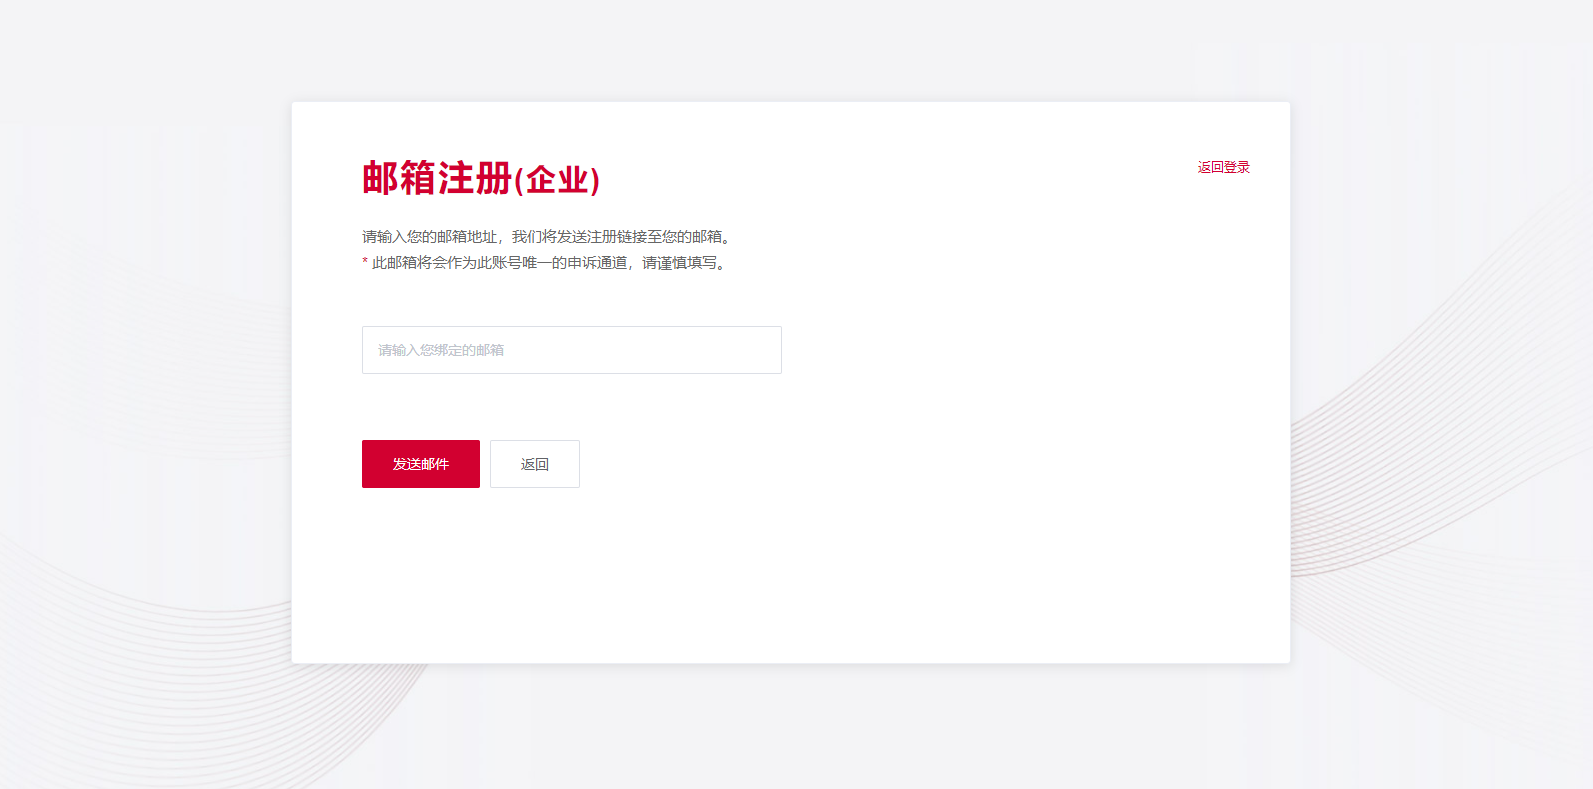 邮箱注册(企业)
返回登录
请输入您的邮箱地址，我们将发送注册链接至您的邮箱。
* 此邮箱将会作为此账号唯一的申诉通道，请谨慎填写。
请输入您绑定的邮箱
发送邮件
返回